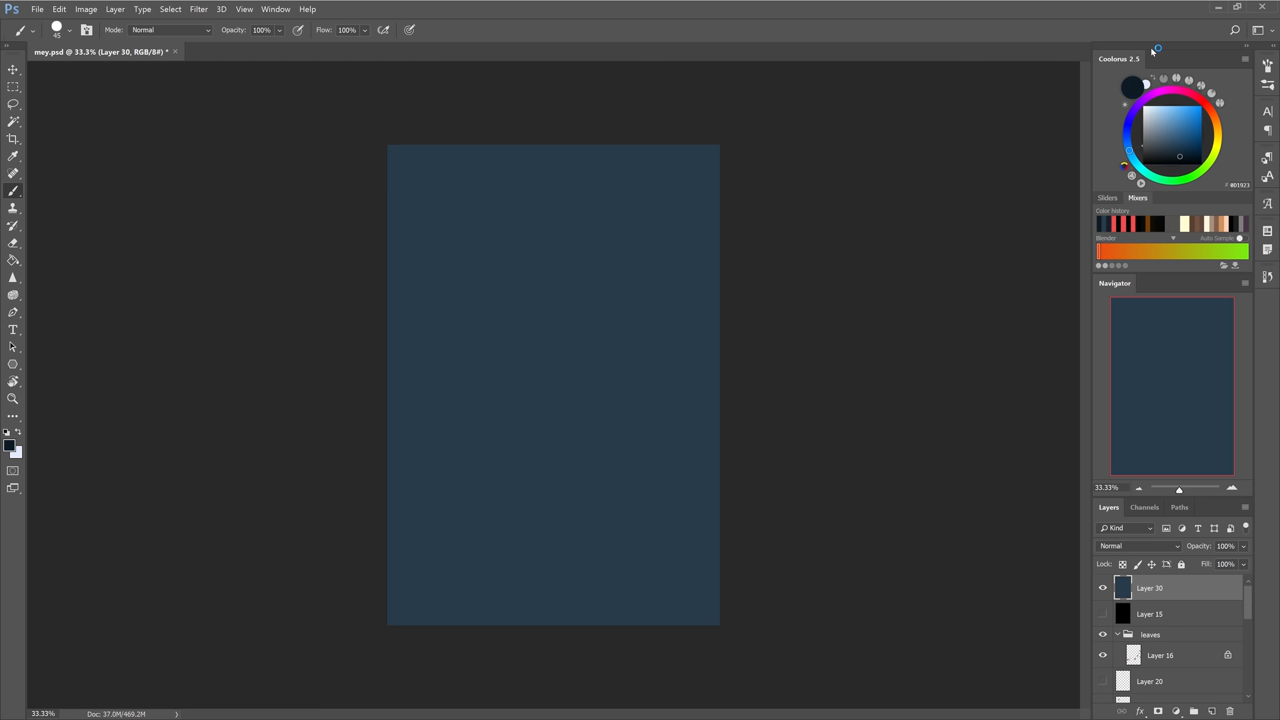 Ps File Edit Image Layer Type Select Filter 3D View Window Help
45 Mode: Normal Opacity: 100% Flow: 100%
mey.psd @ 33.3% (Layer 30, RGB/8#) * ×
Coolorus 2.5
# 0D1923
Sliders Mixers
Color history
Blender Auto Sample
Navigator
33.33%
Layers Channels Paths
Kind
Normal Opacity: 100%
Lock: Fill: 100%
Layer 30
Layer 15
leaves
Layer 16
Layer 20
33.33% Doc: 37.0M/469.2M